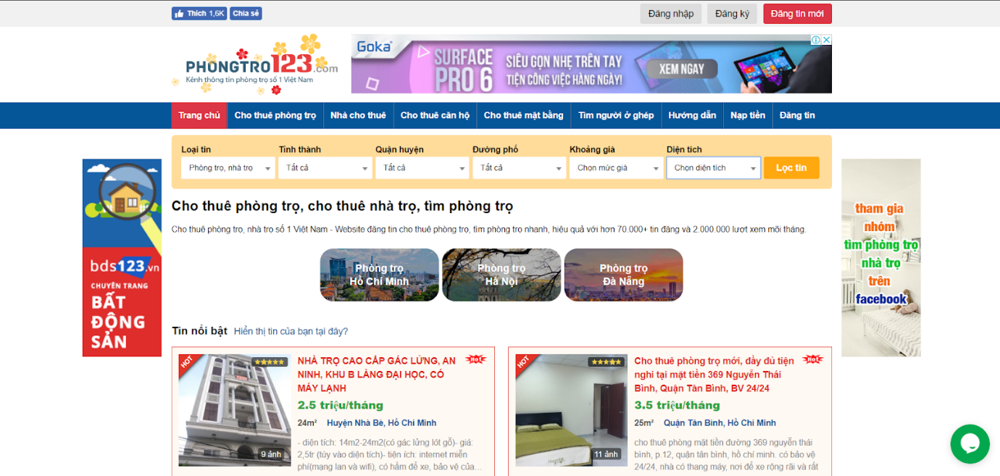 Thích 1,6K Chia sẻ Đăng nhập Đăng ký Đăng tin mới
PHONGTRO123.com
Kênh thông tin phòng trọ số 1 Việt Nam
Goka
SURFACE PRO 6
SIÊU GỌN NHẸ TRÊN TAY
TIỆN CÔNG VIỆC HÀNG NGÀY!
XEM NGAY
Trang chủ Cho thuê phòng trọ Nhà cho thuê Cho thuê căn hộ Cho thuê mặt bằng Tìm người ở ghép Hướng dẫn Nạp tiền Đăng tin
Loại tin Tỉnh thành Quận huyện Đường phố Khoảng giá Diện tích
Phòng trọ, nhà trọ Tất cả Tất cả Tất cả Chọn mức giá Chọn diện tích Lọc tin
bds123.vn
CHUYÊN TRANG
BẤT
ĐỘNG
SẢN
Cho thuê phòng trọ, cho thuê nhà trọ, tìm phòng trọ
Cho thuê phòng trọ, nhà trọ số 1 Việt Nam - Website đăng tin cho thuê phòng trọ, tìm phòng trọ nhanh, hiệu quả với hơn 70.000+ tin đăng và 2.000.000 lượt xem mỗi tháng.
Phòng trọ
Hồ Chí Minh
Phòng trọ
Hà Nội
Phòng trọ
Đà Nẵng
tham gia
nhóm
tìm phòng trọ
nhà trọ
trên
facebook
Tin nổi bật Hiển thị tin của bạn tại đây?
HOT
NHÀ TRỌ CAO CẤP GÁC LỬNG, AN
NINH, KHU B LÀNG ĐẠI HỌC, CÓ
MÁY LẠNH
HOT
2.5 triệu/tháng
24m² Huyện Nhà Bè, Hồ Chí Minh
- diện tích: 14m2-24m2(có gác lửng lót gỗ)- giá:
2,5tr (tùy vào diện tích)- tiện ích: internet miễn
phí(mạng lan và wifi), có hầm để xe, bảo vệ của...
9 ảnh
HOT
Cho thuê phòng trọ mới, đầy đủ tiện
nghi tại mặt tiền 369 Nguyễn Thái
Bình, Quận Tân Bình, BV 24/24
HOT
3.5 triệu/tháng
25m² Quận Tân Bình, Hồ Chí Minh
cho thuê phòng mặt tiền đường 369 nguyễn thái
bình, p.12, quận tân bình, hồ chí minh. có bảo vệ
24/24, nhà có thang máy, nơi để xe rộng rãi và rất
11 ảnh